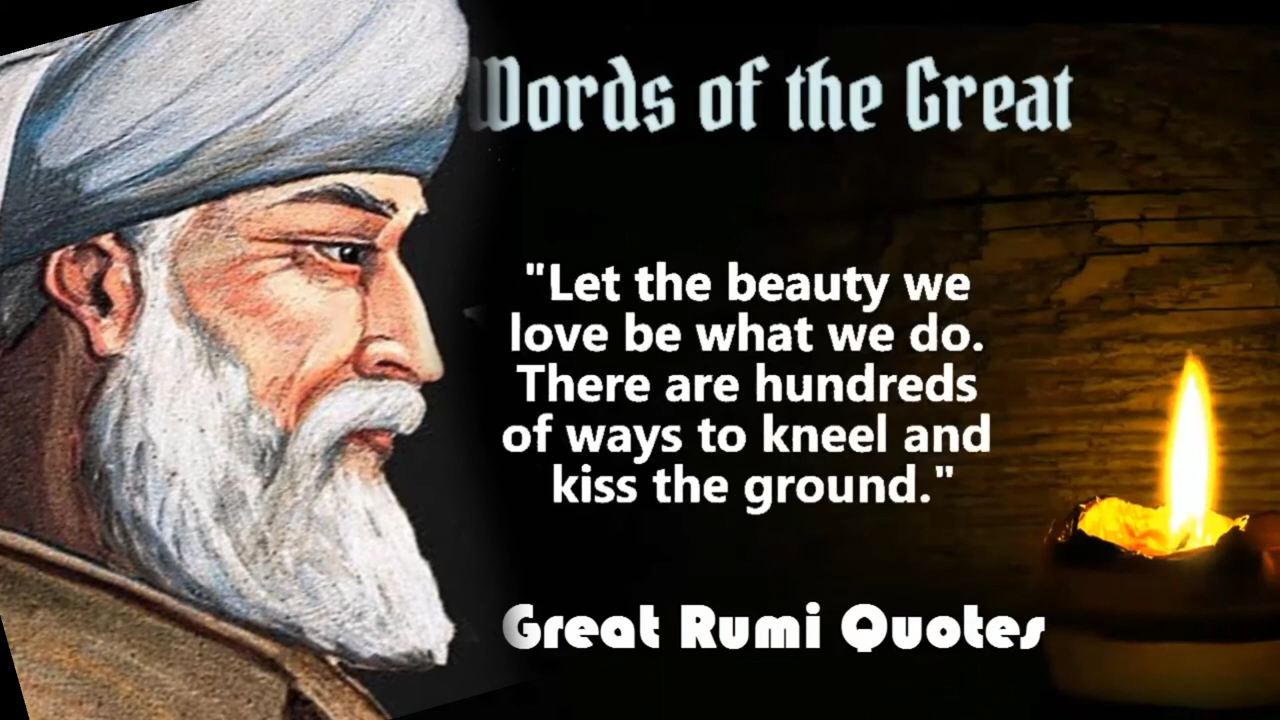 Words of the Great
"Let the beauty we
love be what we do.
There are hundreds
of ways to kneel and
kiss the ground."
Great Rumi Quotes